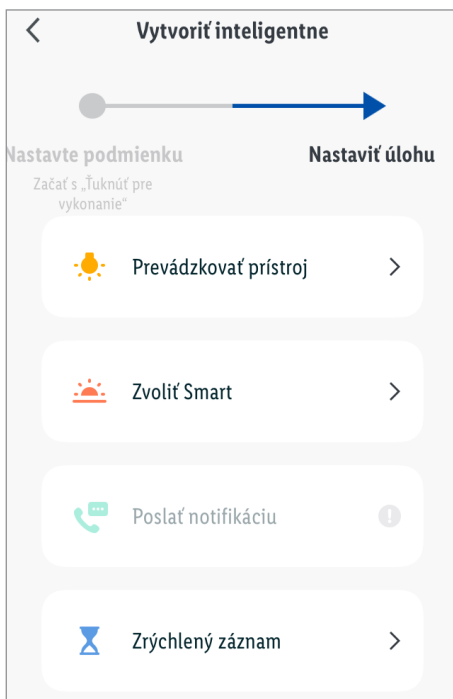 Vytvoriť inteligentne
Nastavte podmienku
Nastaviť úlohu
Začať s „Ťuknúť pre
vykonanie“
Prevádzkovať prístroj
Zvoliť Smart
Poslať notifikáciu
Zrýchlený záznam